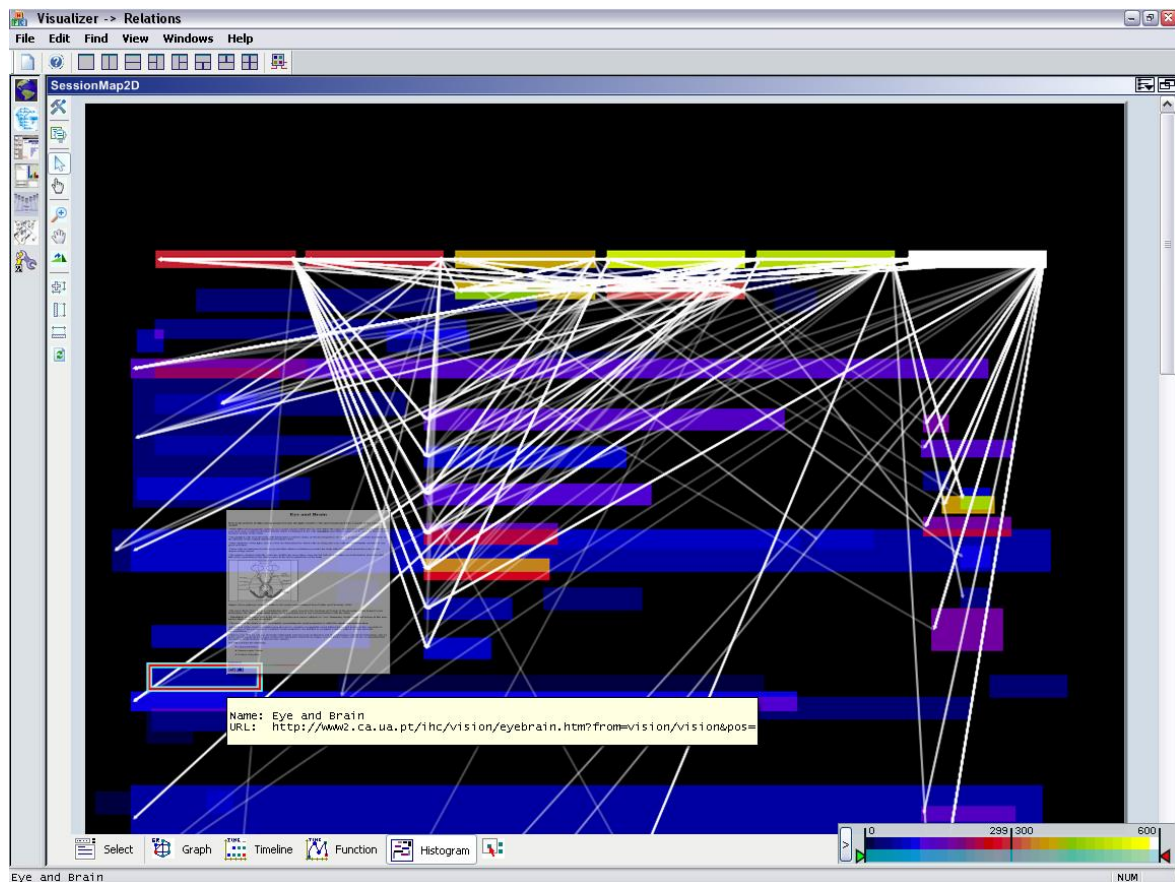 Visualizer -> Relations
File Edit Find View Windows Help
SessionMap2D
Eye and Brain
Name: Eye and Brain
URL: http://www2.ca.ua.pt/ihc/vision/eyebrain.htm?from=vision/vision&pos=
Select Graph Timeline Function Histogram
> 0 299 300 600
Eye and Brain NUM